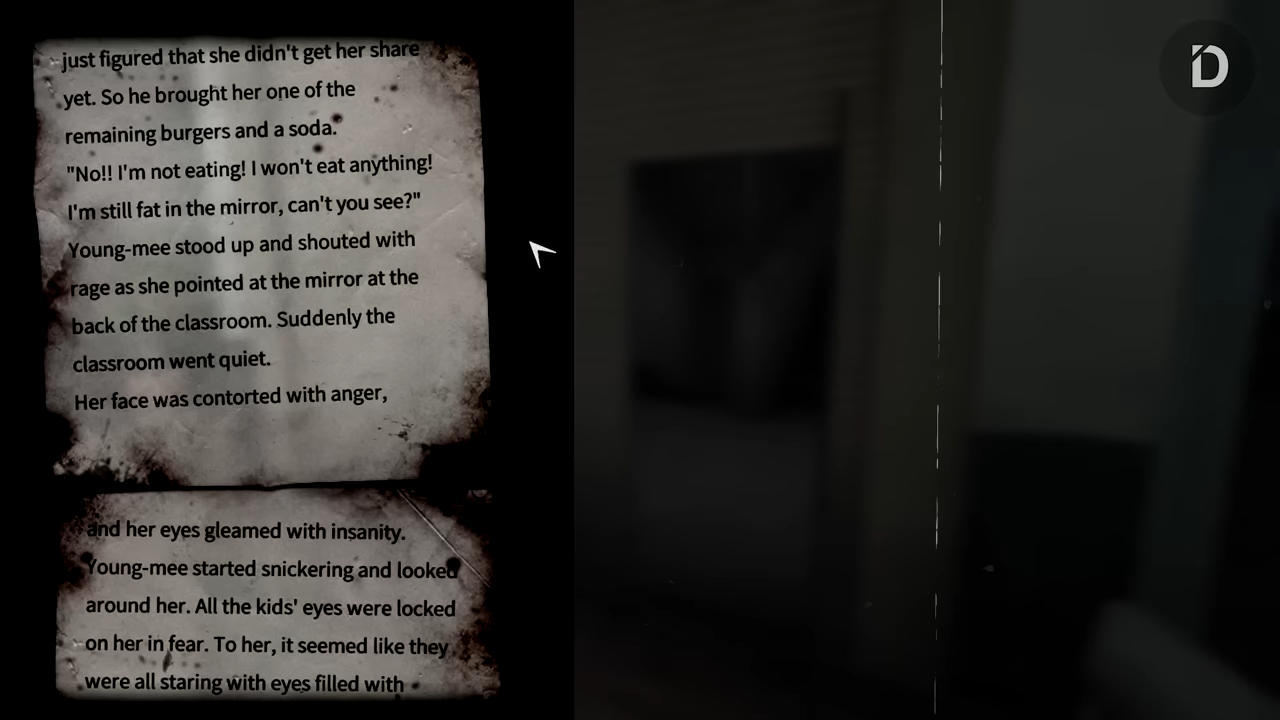 just figured that she didn't get her share
yet. So he brought her one of the
remaining burgers and a soda.
"No!! I'm not eating! I won't eat anything!
I'm still fat in the mirror, can't you see?"
Young-mee stood up and shouted with
rage as she pointed at the mirror at the
back of the classroom. Suddenly the
classroom went quiet.
Her face was contorted with anger,
and her eyes gleamed with insanity.
Young-mee started snickering and looked
around her. All the kids' eyes were locked
on her in fear. To her, it seemed like they
were all staring with eyes filled with
D